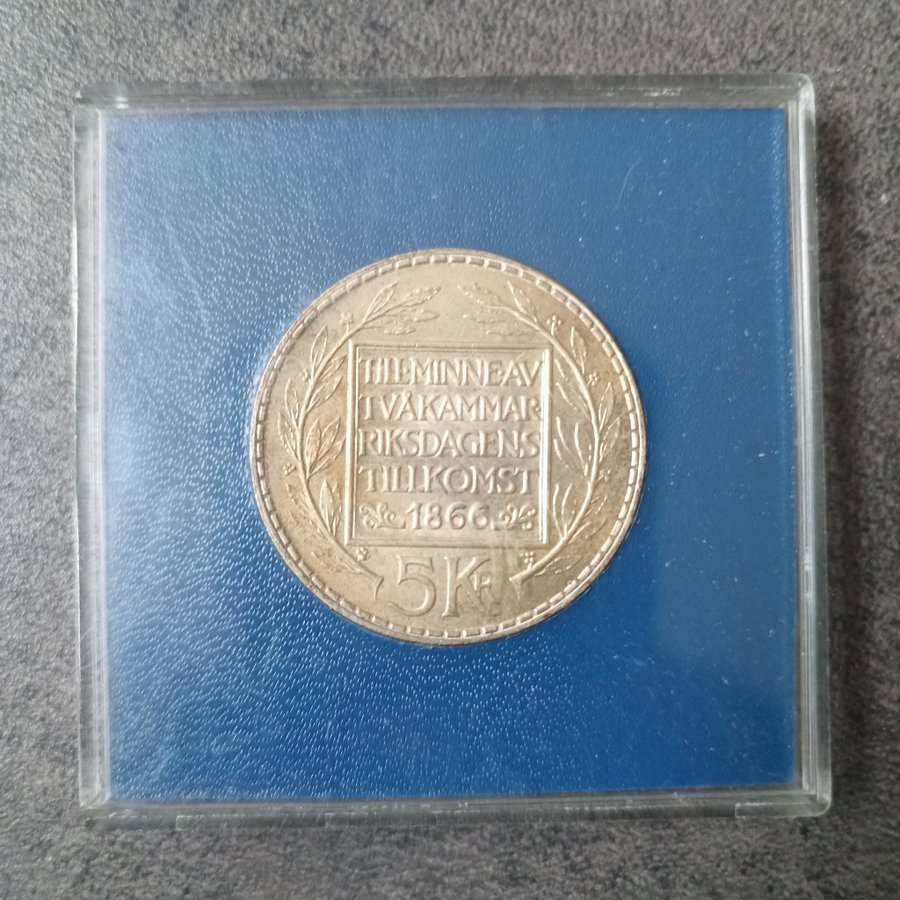 TILL·MINNE AV
TVÅKAMMAR-
RIKSDAGENS
TILLKOMST
1866
5 KR